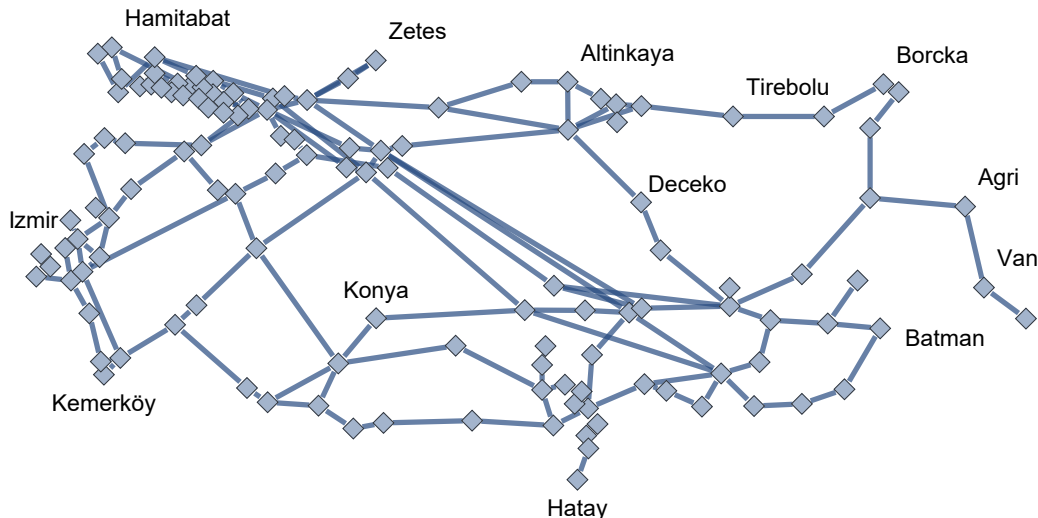 Hamitabat
Zetes
Altinkaya
Borcka
Tirebolu
Agri
Deceko
Izmir
Van
Konya
Batman
Kemerköy
Hatay